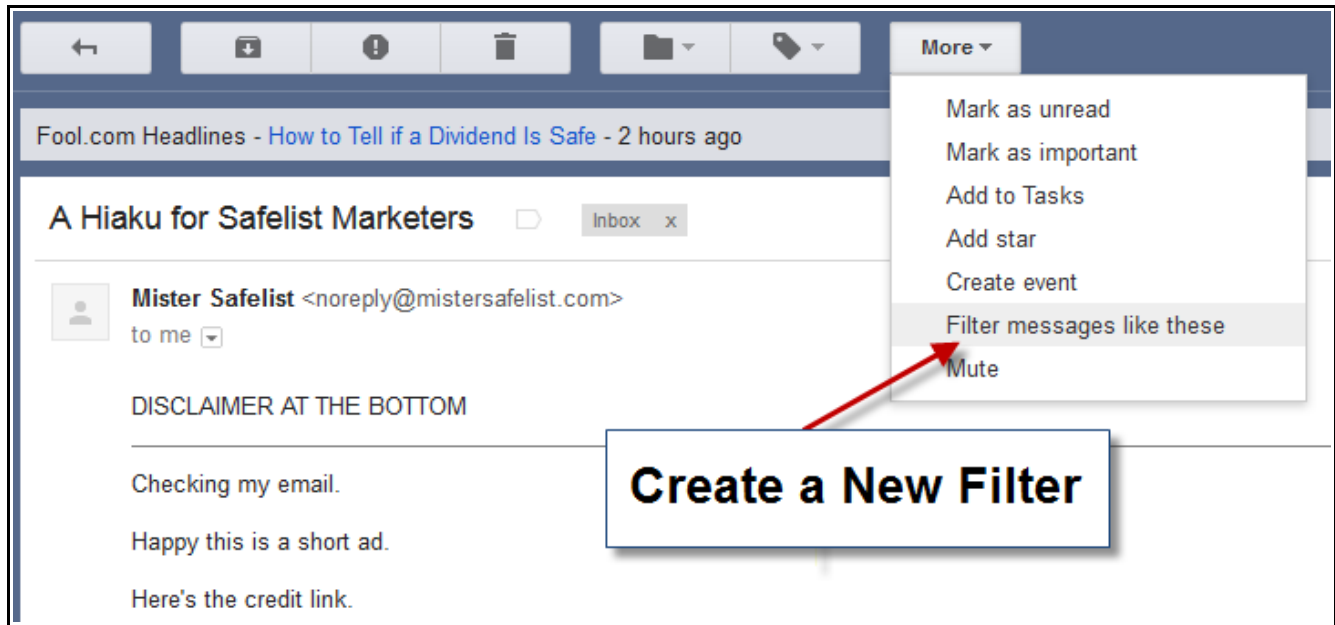 More
Mark as unread
Mark as important
Add to Tasks
Add star
Create event
Filter messages like these
Mute
Fool.com Headlines - How to Tell if a Dividend Is Safe - 2 hours ago
A Hiaku for Safelist Marketers
Inbox x
Mister Safelist <noreply@mistersafelist.com>
to me
DISCLAIMER AT THE BOTTOM
Checking my email.
Happy this is a short ad.
Here's the credit link.
Create a New Filter